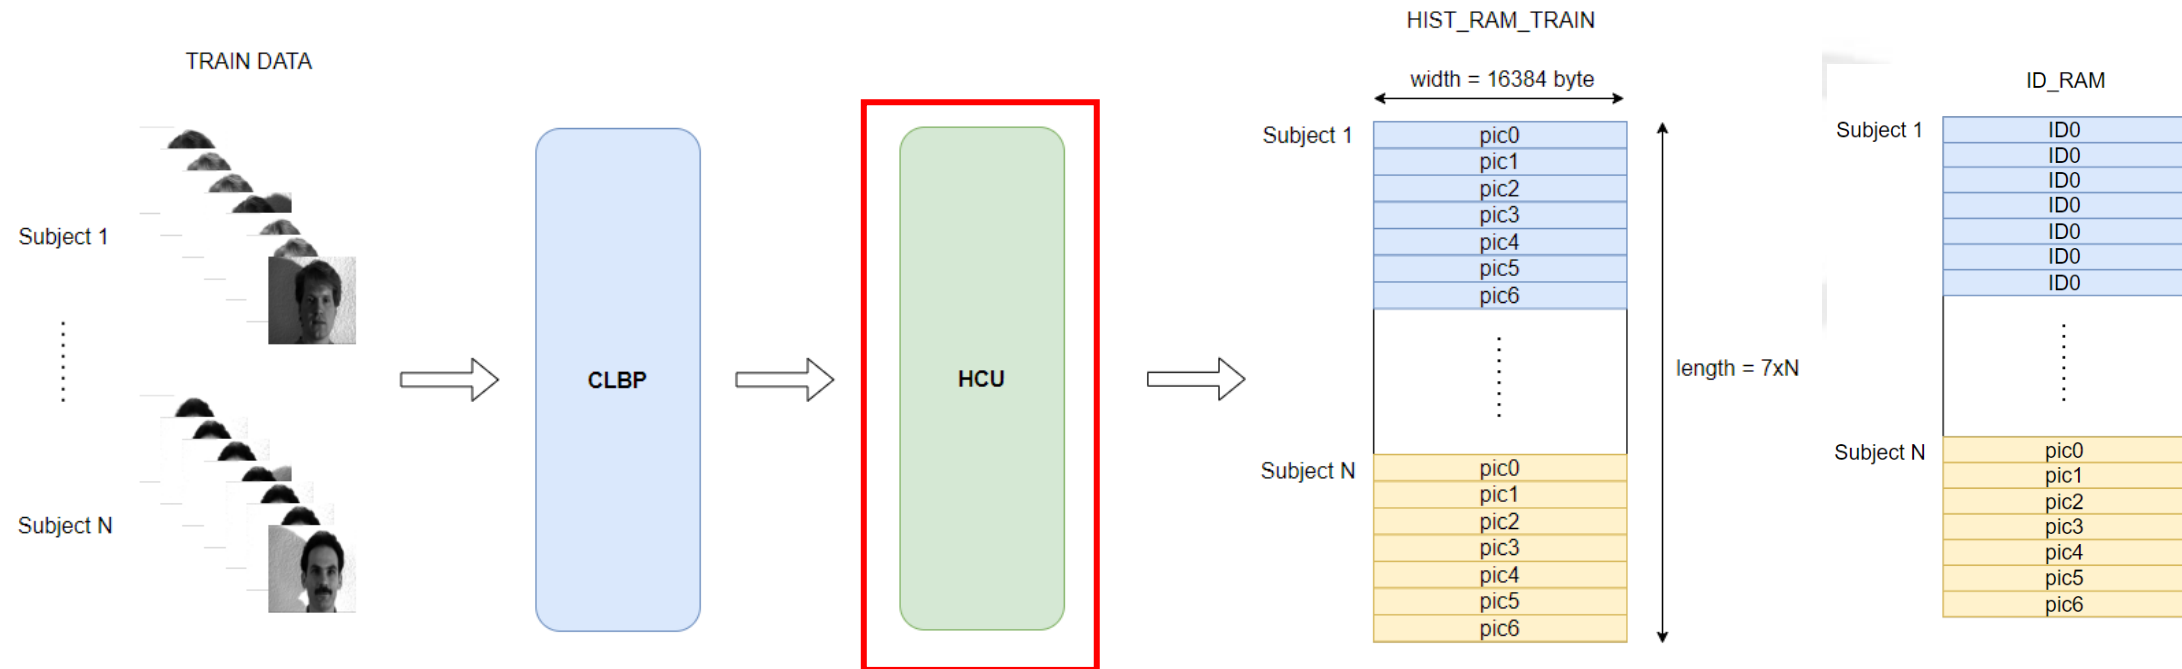 TRAIN DATA
Subject 1
Subject N
CLBP
HCU
HIST_RAM_TRAIN
width = 16384 byte
Subject 1
pic0
pic1
pic2
pic3
pic4
pic5
pic6
length = 7xN
Subject N
pic0
pic1
pic2
pic3
pic4
pic5
pic6
ID_RAM
Subject 1
ID0
ID0
ID0
ID0
ID0
ID0
ID0
Subject N
pic0
pic1
pic2
pic3
pic4
pic5
pic6